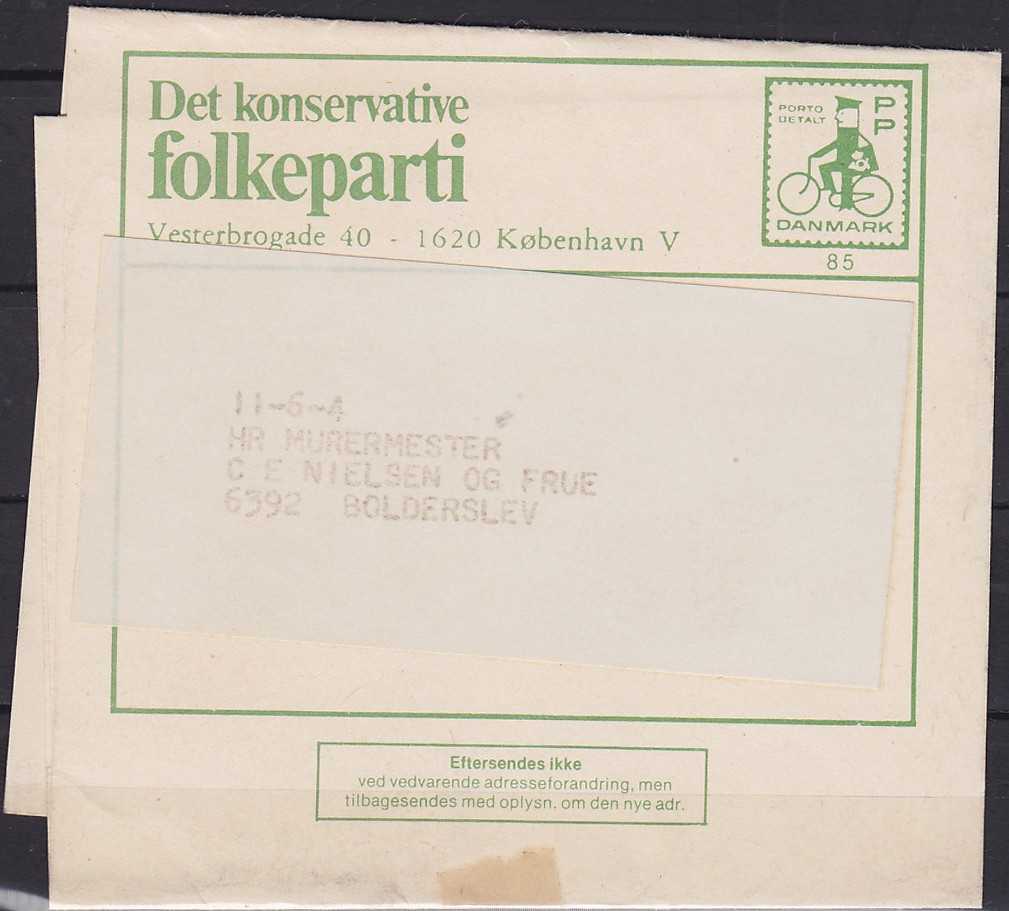 Det konservative
folkeparti
Vesterbrogade 40 - 1620 København V
PORTO
BETALT
P
P
DANMARK
85
11-6-4
HR MURERMESTER
C E NIELSEN OG FRUE
6392 BOLDERSLEV
Eftersendes ikke
ved vedvarende adresseforandring, men
tilbagesendes med oplysn. om den nye adr.